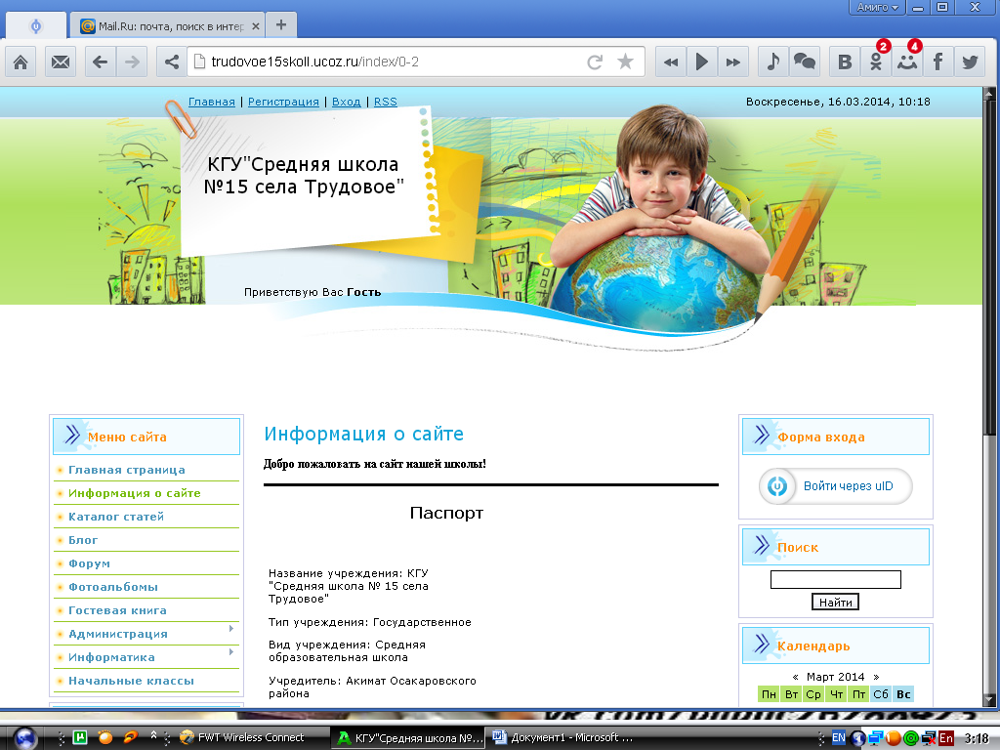 Амиго
Mail.Ru: почта, поиск в интер
trudovoe15skoll.ucoz.ru/index/0-2
2
4
Главная | Регистрация | Вход | RSS
Воскресенье, 16.03.2014, 10:18
КГУ"Средняя школа
№15 села Трудовое"
Приветствую Вас Гость
Меню сайта
Главная страница
Информация о сайте
Каталог статей
Блог
Форум
Фотоальбомы
Гостевая книга
Администрация
Информатика
Начальные классы
Информация о сайте
Добро пожаловать на сайт нашей школы!
Паспорт
Название учреждения: КГУ
"Средняя школа № 15 села
Трудовое"
Тип учреждения: Государственное
Вид учреждения: Средняя
образовательная школа
Учредитель: Акимат Осакаровского
района
Форма входа
Войти через uID
Поиск
Найти
Календарь
« Март 2014 »
Пн Вт Ср Чт Пт Сб Вс
FWT Wireless Connect
КГУ"Средняя школа №...
Документ1 - Microsoft ...
EN
En
3:18